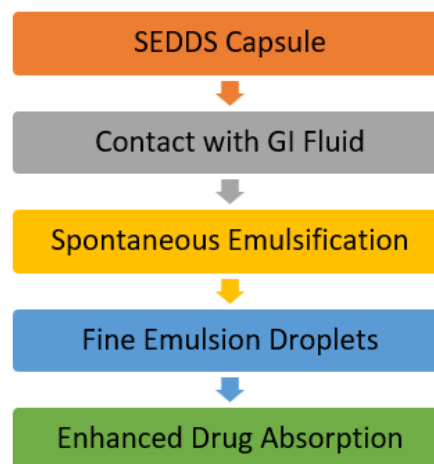 SEDDS Capsule
Contact with GI Fluid
Spontaneous Emulsification
Fine Emulsion Droplets
Enhanced Drug Absorption